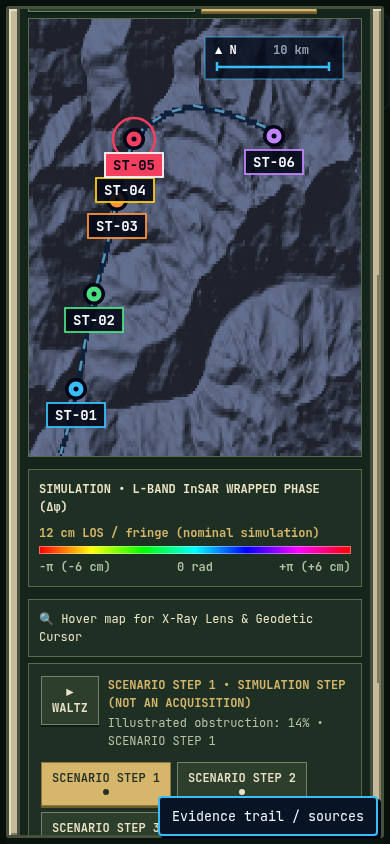 ▲ N 10 km
ST-05
ST-06
ST-04
ST-03
ST-02
ST-01
SIMULATION • L-BAND InSAR WRAPPED PHASE
(Δφ)
12 cm LOS / fringe (nominal simulation)
-π (-6 cm) 0 rad +π (+6 cm)
🔍 Hover map for X-Ray Lens & Geodetic
Cursor
▶
WALTZ
SCENARIO STEP 1 • SIMULATION STEP
(NOT AN ACQUISITION)
Illustrated obstruction: 14% •
SCENARIO STEP 1
SCENARIO STEP 1 SCENARIO STEP 2
● ●
SCENARIO STEP 3
Evidence trail / sources